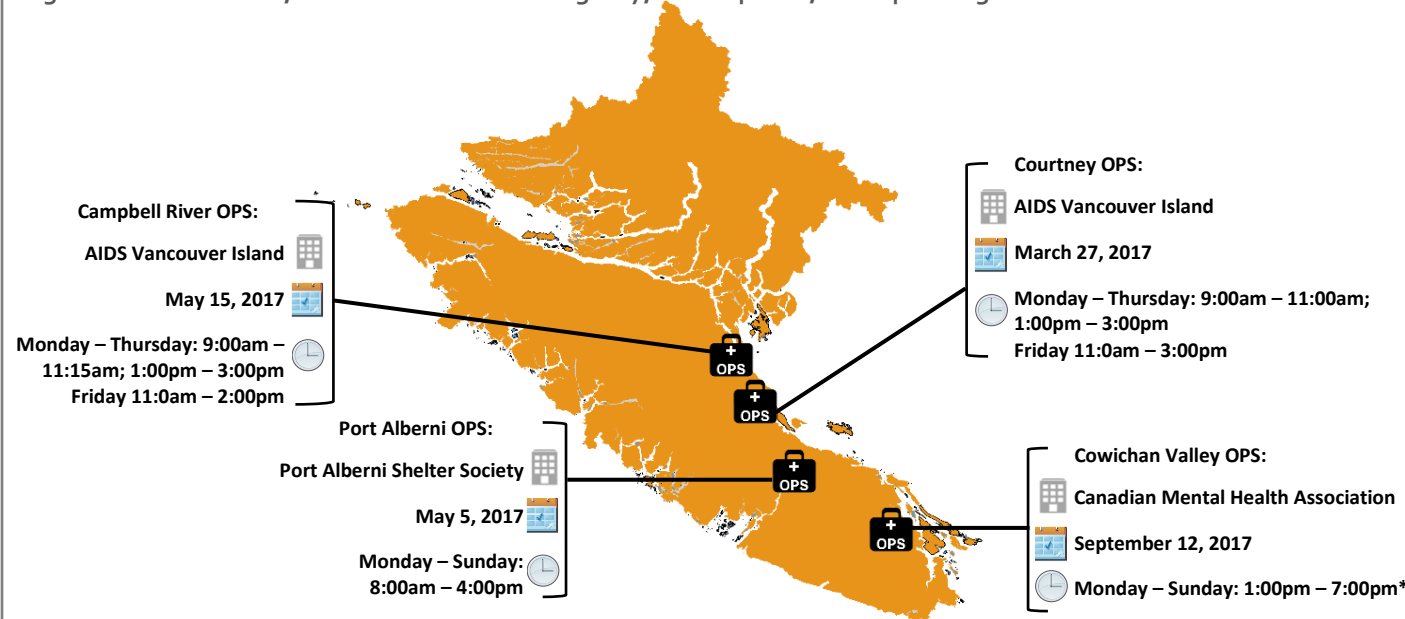 Campbell River OPS:
AIDS Vancouver Island
May 15, 2017
Monday – Thursday: 9:00am –
11:15am; 1:00pm – 3:00pm
Friday 11:0am – 2:00pm
Courtney OPS:
AIDS Vancouver Island
March 27, 2017
Monday – Thursday: 9:00am – 11:00am;
1:00pm – 3:00pm
Friday 11:0am – 3:00pm
OPS
OPS
Port Alberni OPS:
Port Alberni Shelter Society
May 5, 2017
Monday – Sunday:
8:00am – 4:00pm
OPS
OPS
Cowichan Valley OPS:
Canadian Mental Health Association
September 12, 2017
Monday – Sunday: 1:00pm – 7:00pm*